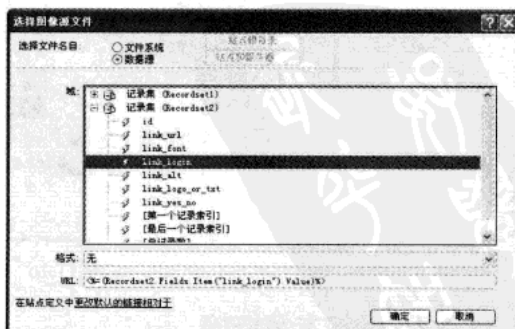 选择图像源文件
选择文件名自
文件系统
数据源
域:
记录集 (Recordset1)
记录集 (Recordset2)
id
link_url
link_font
link_login
link_alt
link_logo_or_txt
link_yes_no
[第一个记录索引]
[最后一个记录索引]
[总记录数]
格式: 无
URL: <%=(Recordset2.Fields.Item("link_login").Value)%>
在站点定义中更改默认的链接相对于
确定 取消